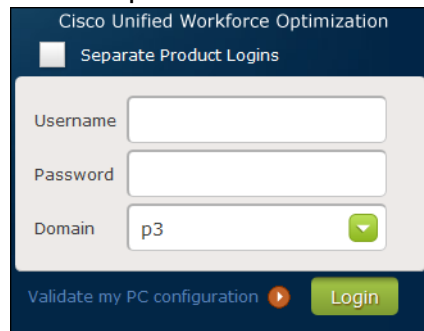 Cisco Unified Workforce Optimization
Separate Product Logins
Username
Password
Domain p3
Validate my PC configuration Login